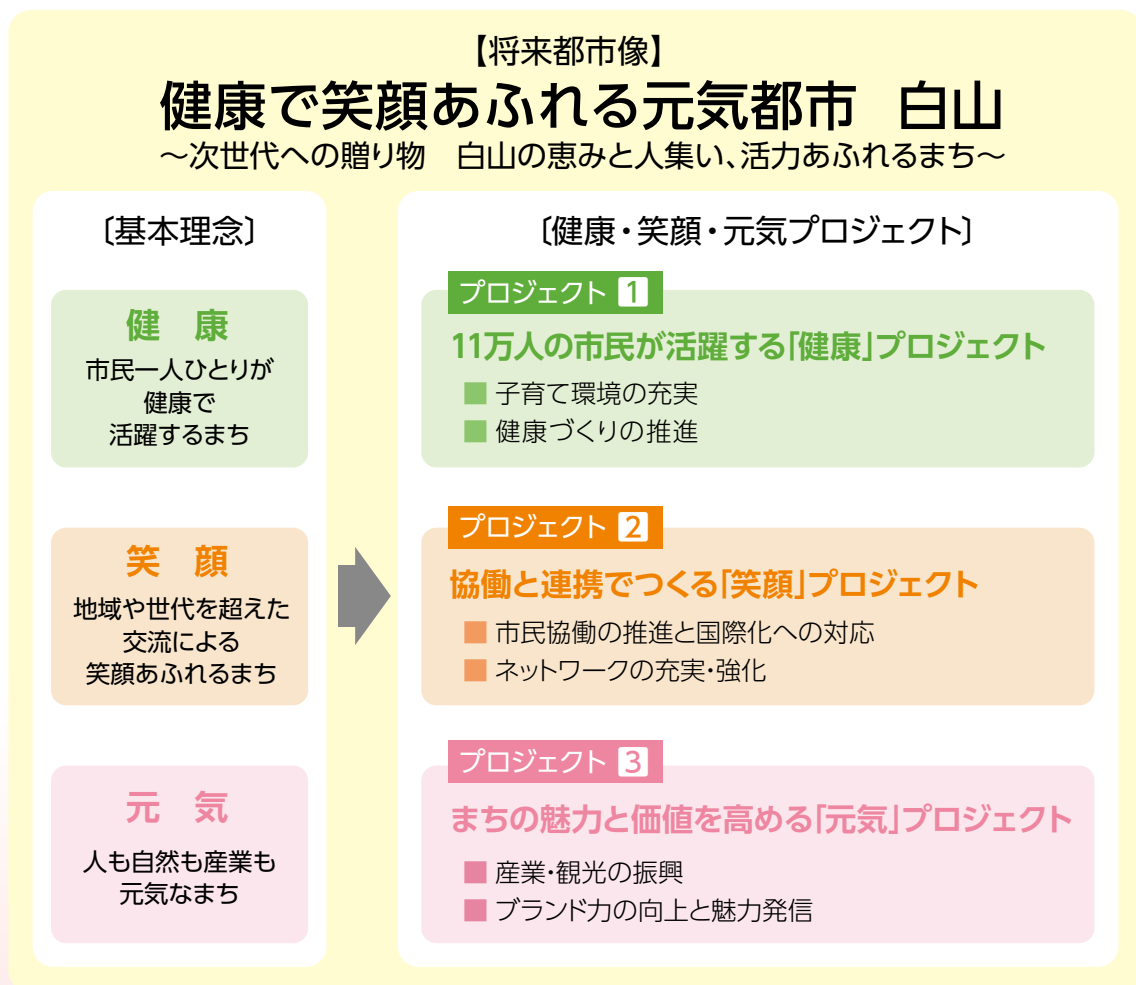 【将来都市像】
健康で笑顔あふれる元気都市　白山
～次世代への贈り物　白山の恵みと人集い、活力あふれるまち～
〔基本理念〕
健　康
市民一人ひとりが
健康で
活躍するまち
笑　顔
地域や世代を超えた
交流による
笑顔あふれるまち
元　気
人も自然も産業も
元気なまち
〔健康・笑顔・元気プロジェクト〕
プロジェクト 1
11万人の市民が活躍する「健康」プロジェクト
■ 子育て環境の充実
■ 健康づくりの推進
プロジェクト 2
協働と連携でつくる「笑顔」プロジェクト
■ 市民協働の推進と国際化への対応
■ ネットワークの充実・強化
プロジェクト 3
まちの魅力と価値を高める「元気」プロジェクト
■ 産業・観光の振興
■ ブランド力の向上と魅力発信